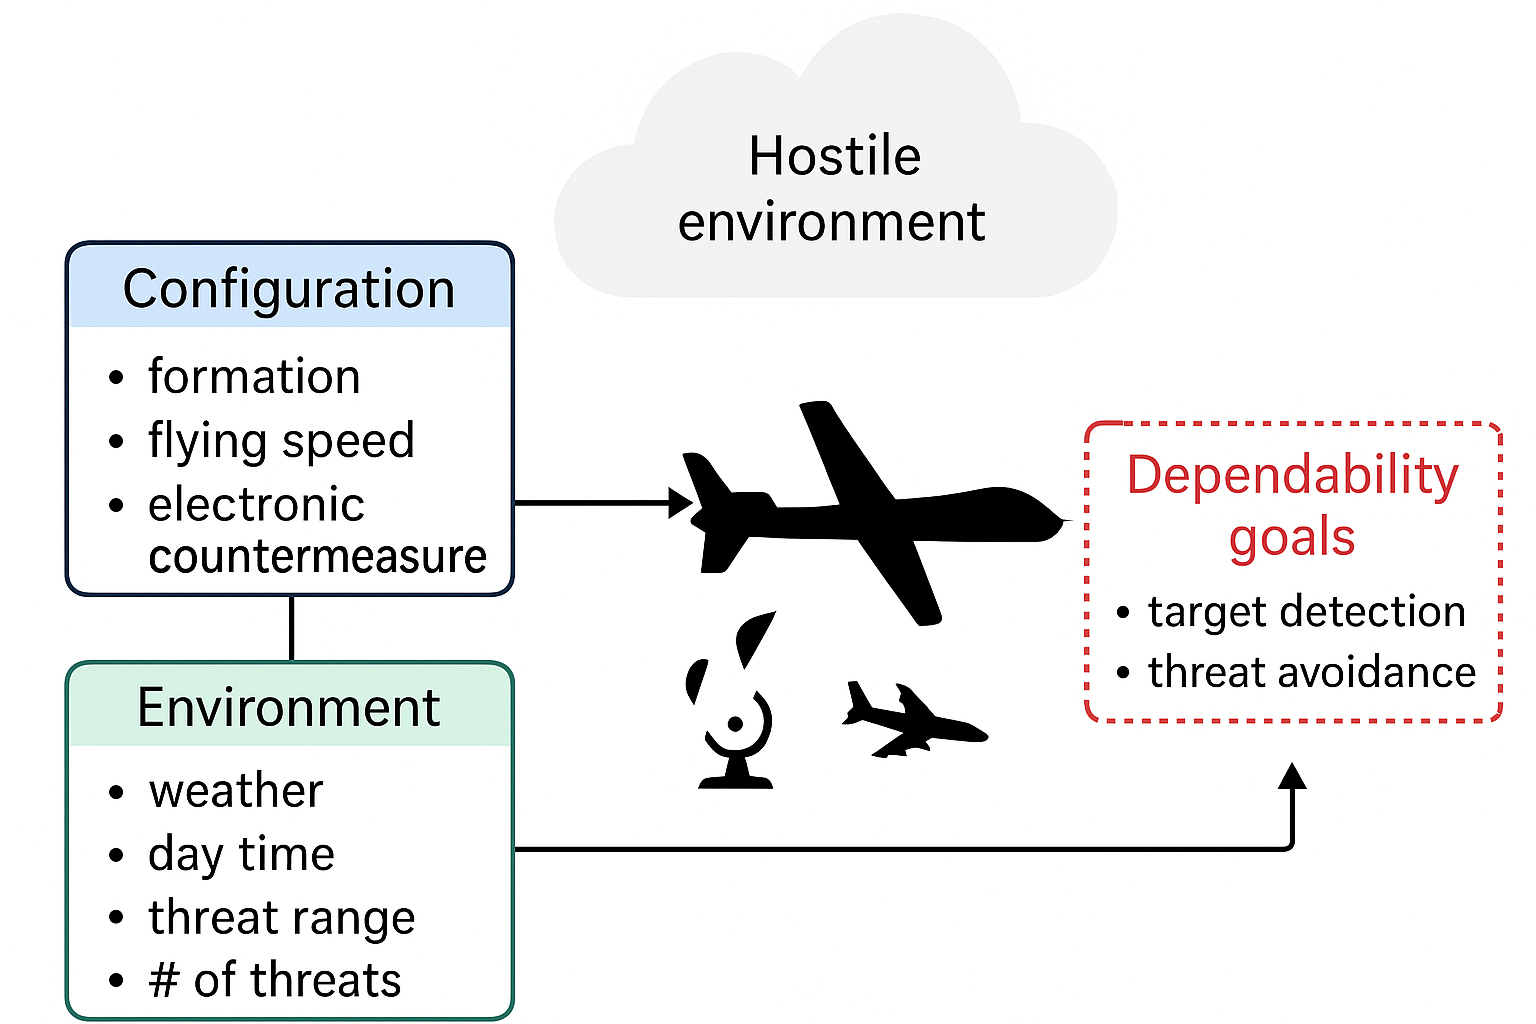 Hostile
environment
Configuration
• formation
• flying speed
• electronic
countermeasure
Environment
• weather
• day time
• threat range
• # of threats
Dependability
goals
• target detection
• threat avoidance